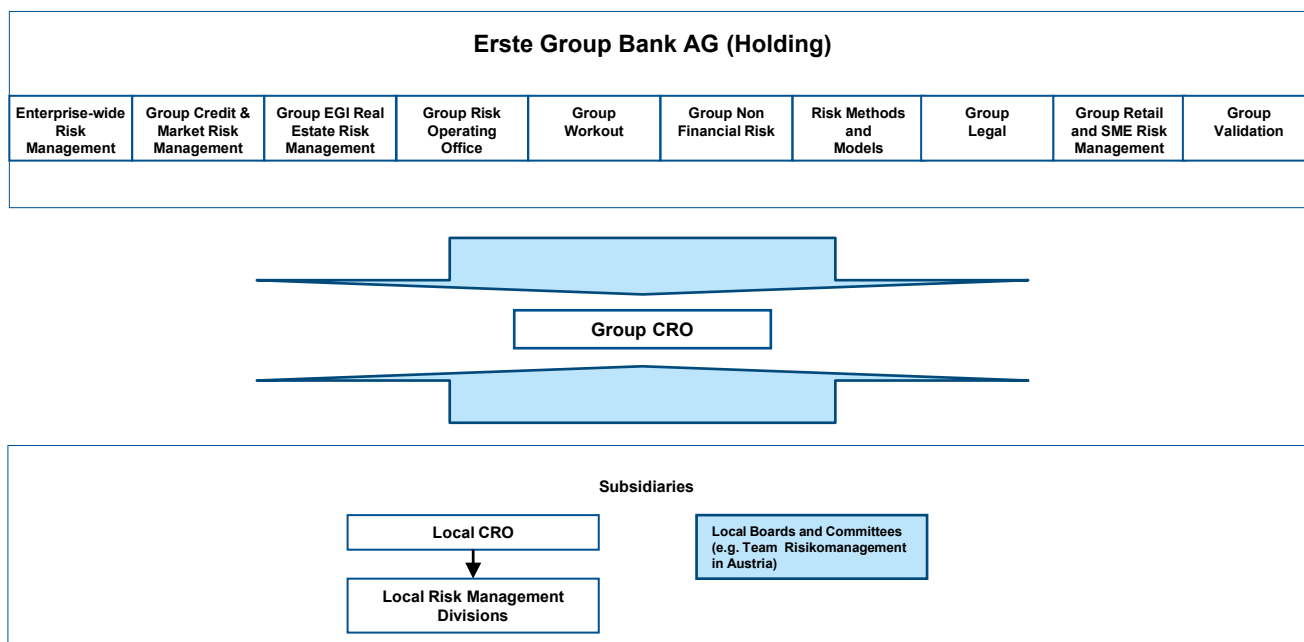 Erste Group Bank AG (Holding)
Enterprise-wide
Risk
Management
Group Credit &
Market Risk
Management
Group EGI Real
Estate Risk
Management
Group Risk
Operating
Office
Group
Workout
Group Non
Financial Risk
Risk Methods
and
Models
Group
Legal
Group Retail
and SME Risk
Management
Group
Validation
Group CRO
Subsidiaries
Local CRO
Local Risk Management
Divisions
Local Boards and Committees
(e.g. Team Risikomanagement
in Austria)